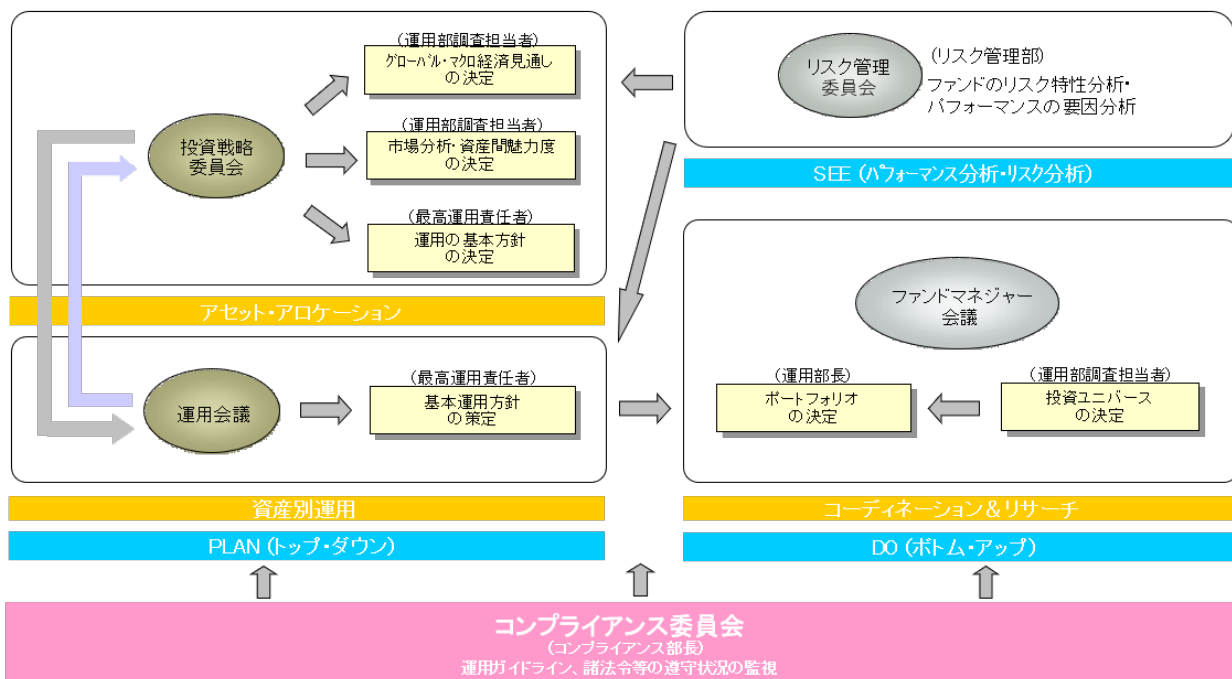 (運用部調査担当者)
グローバル・マクロ経済見通し
の決定
投資戦略
委員会
(運用部調査担当者)
市場分析・資産間魅力度
の決定
(最高運用責任者)
運用の基本方針
の決定
アセット・アロケーション
運用会議
(最高運用責任者)
基本運用方針
の策定
資産別運用
PLAN (トップ・ダウン)
リスク管理
委員会
(リスク管理部)
ファンドのリスク特性分析・
パフォーマンスの要因分析
SEE (パフォーマンス分析・リスク分析)
ファンドマネジャー
会議
(運用部長)
ポートフォリオ
の決定
(運用部調査担当者)
投資ユニバース
の決定
コーディネーション&リサーチ
DO (ボトム・アップ)
コンプライアンス委員会
(コンプライアンス部長)
運用ガイドライン、諸法令等の遵守状況の監視